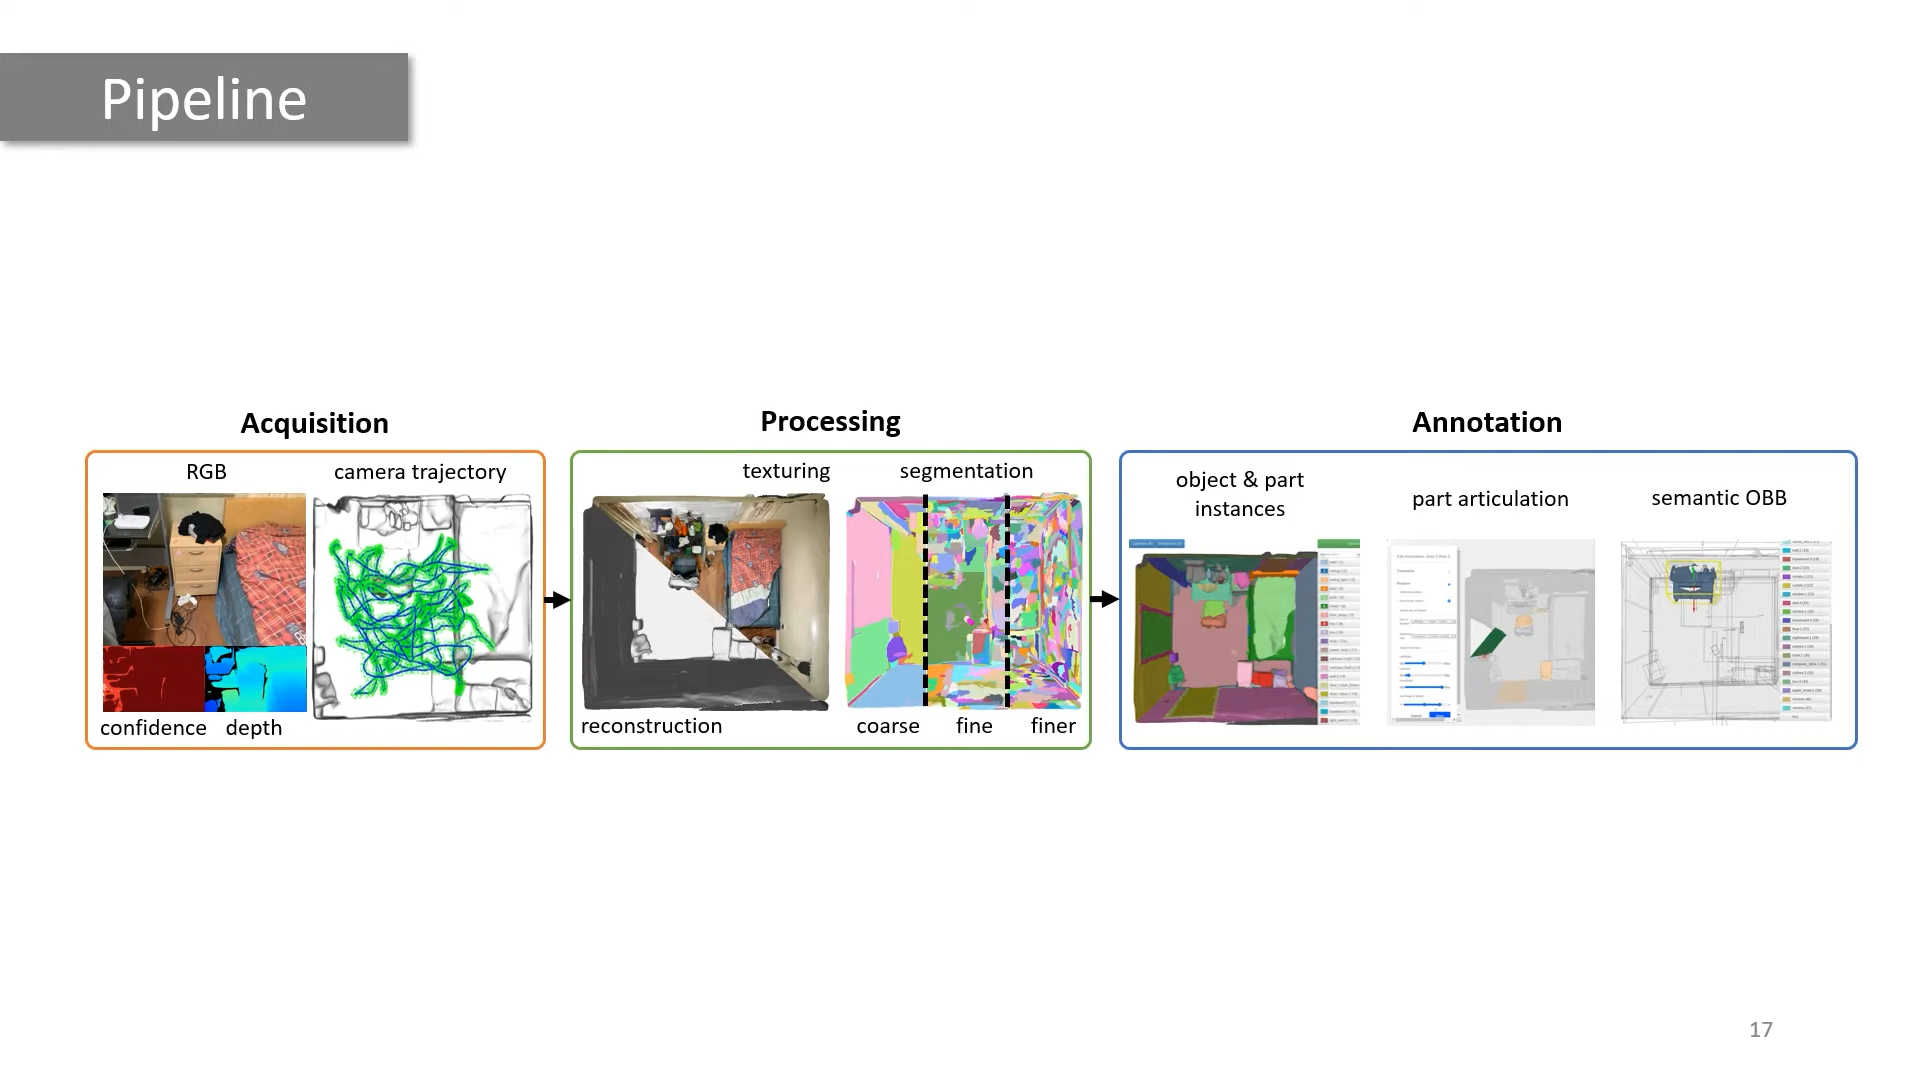 Pipeline
Acquisition
RGB
camera trajectory
confidence
depth
Processing
texturing
segmentation
reconstruction
coarse
fine
finer
Annotation
object & part
instances
part articulation
semantic OBB
17